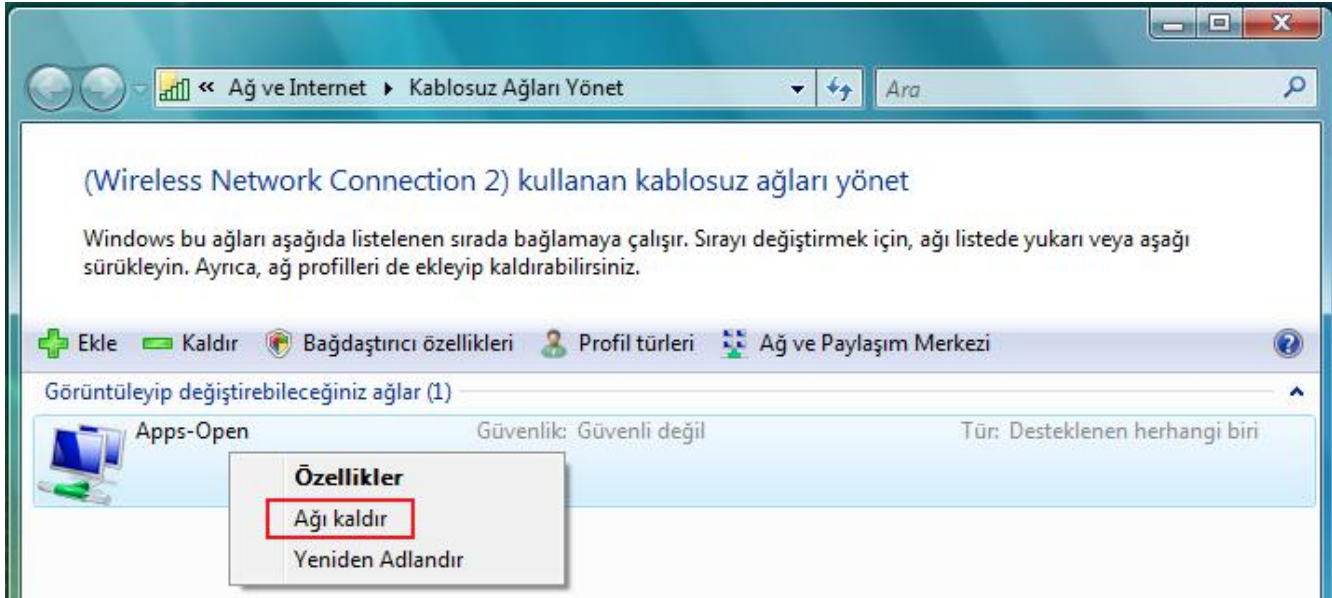 « Ağ ve Internet ▸ Kablosuz Ağları Yönet
Ara
(Wireless Network Connection 2) kullanan kablosuz ağları yönet
Windows bu ağları aşağıda listelenen sırada bağlamaya çalışır. Sırayı değiştirmek için, ağı listede yukarı veya aşağı
sürükleyin. Ayrıca, ağ profilleri de ekleyip kaldırabilirsiniz.
Ekle Kaldır Bağdaştırıcı özellikleri Profil türleri Ağ ve Paylaşım Merkezi
Görüntüleyip değiştirebileceğiniz ağlar (1)
Apps-Open Güvenlik: Güvenli değil Tür: Desteklenen herhangi biri
Özellikler
Ağı kaldır
Yeniden Adlandır